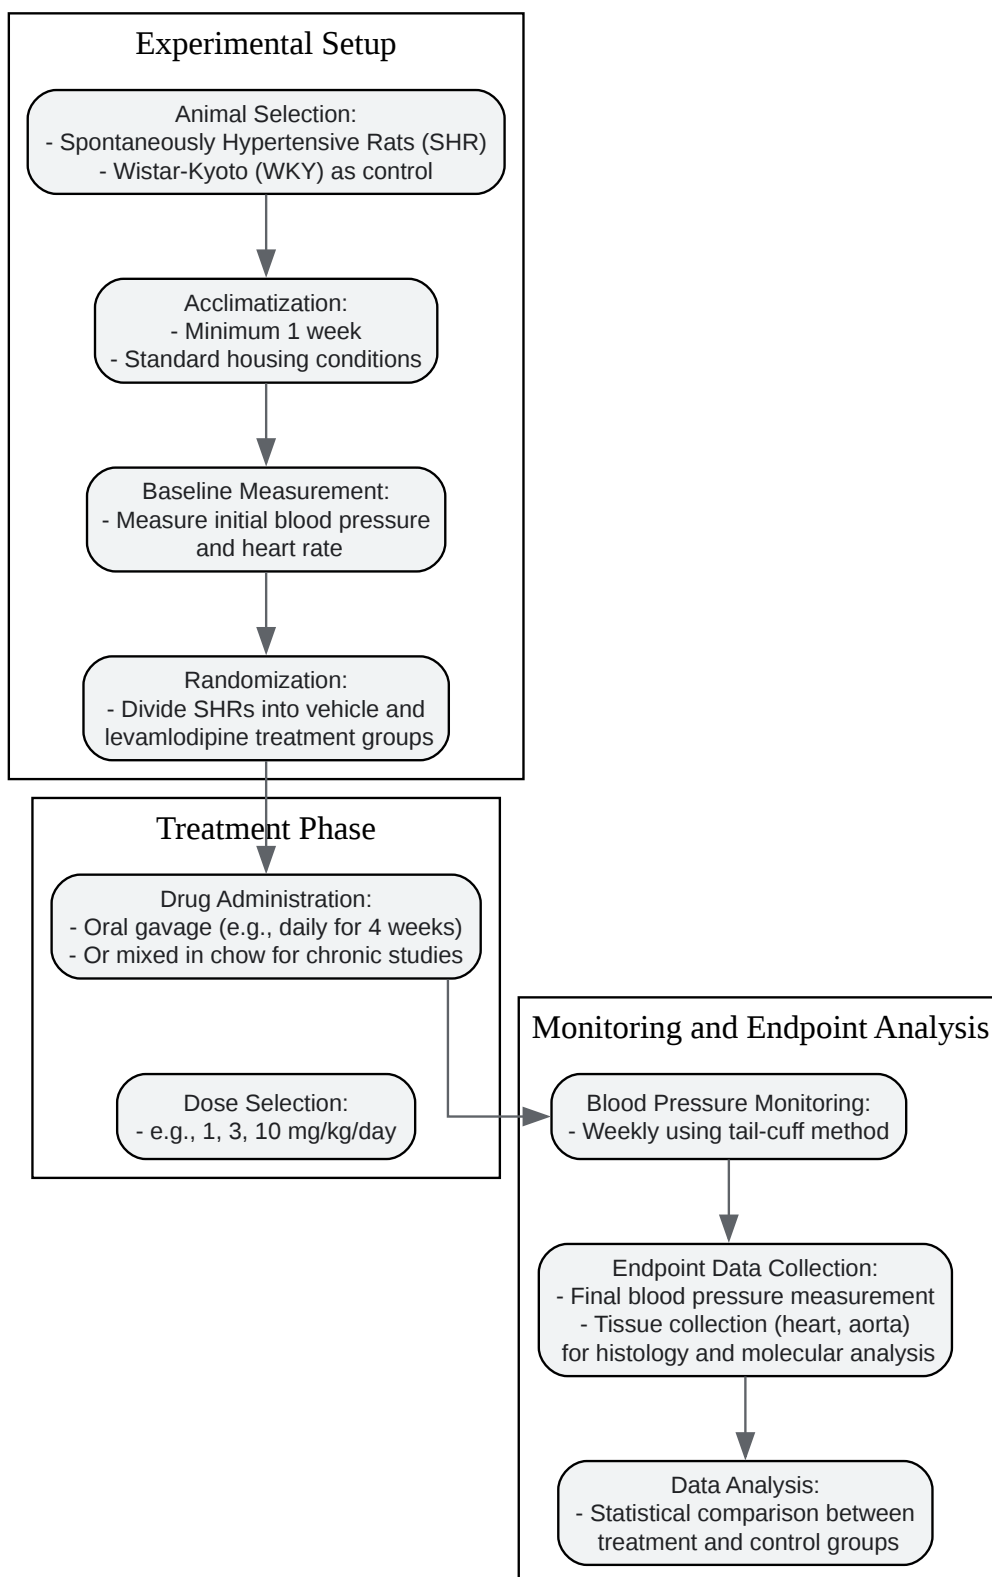 Experimental Setup
Animal Selection:
- Spontaneously Hypertensive Rats (SHR)
- Wistar-Kyoto (WKY) as control
Acclimatization:
- Minimum 1 week
- Standard housing conditions
Baseline Measurement:
- Measure initial blood pressure
and heart rate
Randomization:
- Divide SHRs into vehicle and
levamlodipine treatment groups
Treatment Phase
Drug Administration:
- Oral gavage (e.g., daily for 4 weeks)
- Or mixed in chow for chronic studies
Dose Selection:
- e.g., 1, 3, 10 mg/kg/day
Monitoring and Endpoint Analysis
Blood Pressure Monitoring:
- Weekly using tail-cuff method
Endpoint Data Collection:
- Final blood pressure measurement
- Tissue collection (heart, aorta)
for histology and molecular analysis
Data Analysis:
- Statistical comparison between
treatment and control groups